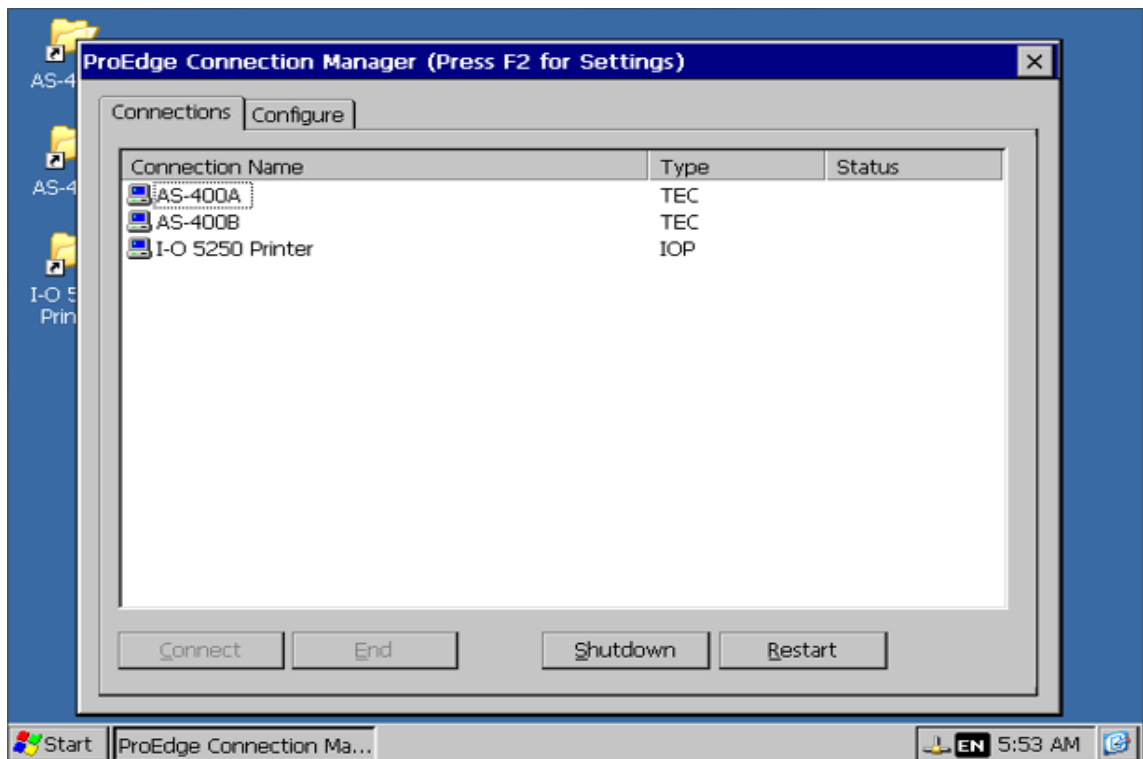 AS-4
AS-4
I-O 5
Prin
ProEdge Connection Manager (Press F2 for Settings)
Connections Configure
Connection Name Type Status
AS-400A TEC
AS-400B TEC
I-O 5250 Printer IOP
Connect End Shutdown Restart
Start ProEdge Connection Ma... EN 5:53 AM